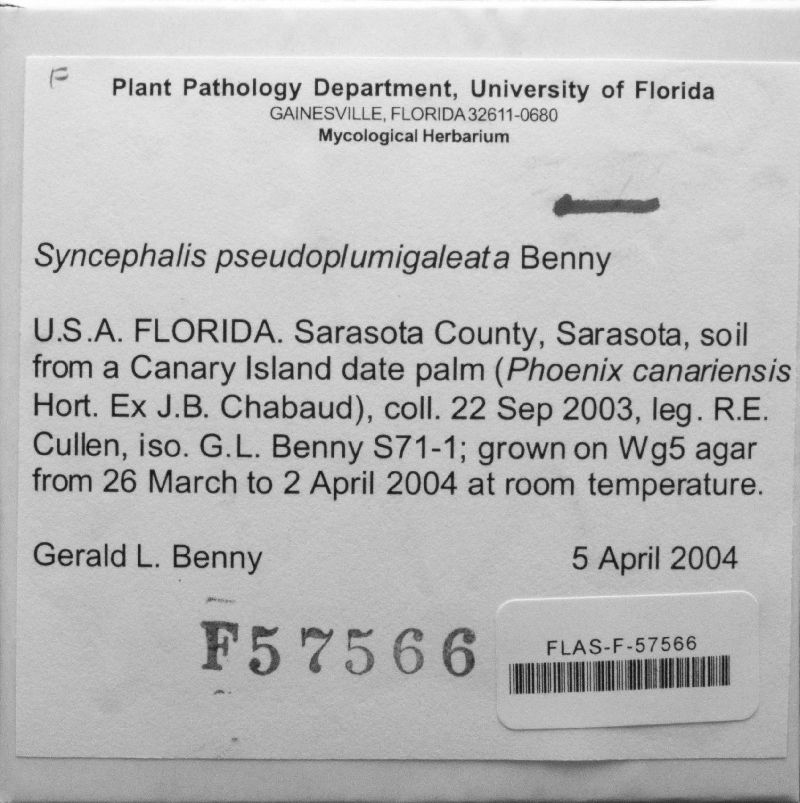 F
Plant Pathology Department, University of Florida
GAINESVILLE, FLORIDA 32611-0680
Mycological Herbarium
Syncephalis pseudoplumigaleata Benny
U.S.A. FLORIDA. Sarasota County, Sarasota, soil
from a Canary Island date palm (Phoenix canariensis
Hort. Ex J.B. Chabaud), coll. 22 Sep 2003, leg. R.E.
Cullen, iso. G.L. Benny S71-1; grown on Wg5 agar
from 26 March to 2 April 2004 at room temperature.
Gerald L. Benny 5 April 2004
F57566
FLAS-F-57566